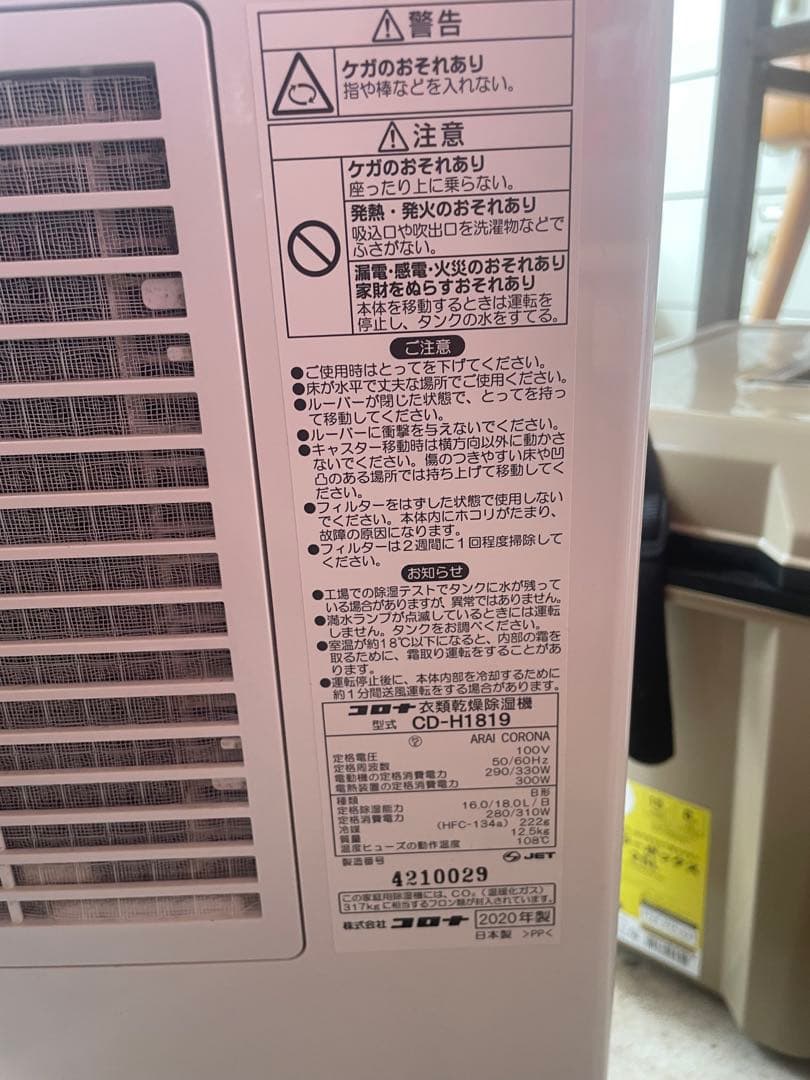 警告
ケガのおそれあり
指や棒などを入れない。
注意
ケガのおそれあり
座ったり上に乗らない。
発熱・発火のおそれあり
吸込口や吹出口を洗濯物などで
ふさがない。
漏電・感電・火災のおそれあり
家財をぬらすおそれあり
本体を移動するときは運転を
停止し、タンクの水をすてる。
ご注意
●ご使用時はとってを下げてください。
●床が水平で丈夫な場所でご使用ください。
●ルーバーが閉じた状態で、とってを持っ
て移動してください。
●ルーバーに衝撃を与えないでください。
●キャスター移動時は横方向以外に動かさ
ないでください。傷のつきやすい床や凹
凸のある場所では持ち上げて移動してく
ださい。
●フィルターをはずした状態で使用しない
でください。本体内にホコリがたまり、
故障の原因になります。
●フィルターは2週間に1回程度掃除して
ください。
お知らせ
●工場での除湿テストでタンクに水が残って
いる場合がありますが、異常ではありません。
●満水ランプが点滅しているときには運転
しません。タンクをお調べください。
●室温が約18℃以下になると、内部の霜を
取るために、霜取り運転をすることがあ
ります。
●運転停止後に、本体内部を冷却するために
約1分間送風運転をする場合があります。
コロナ 衣類乾燥除湿機
型式 CD-H1819
ARAI CORONA
定格電圧 100V
定格周波数 50/60Hz
電動機の定格消費電力 290/330W
電熱装置の定格消費電力 300W
種類 B形
定格除湿能力 16.0/18.0L/日
定格消費電力 280/310W
冷媒 (HFC-134a) 222g
質量 12.5kg
温度ヒューズの動作温度 108℃
製造番号 JET
4210029
この家庭用除湿機には、CO₂(温暖化ガス)
317kgに相当するフロン類が封入されています。
株式会社 コロナ 2020年製
日本製 >PP<